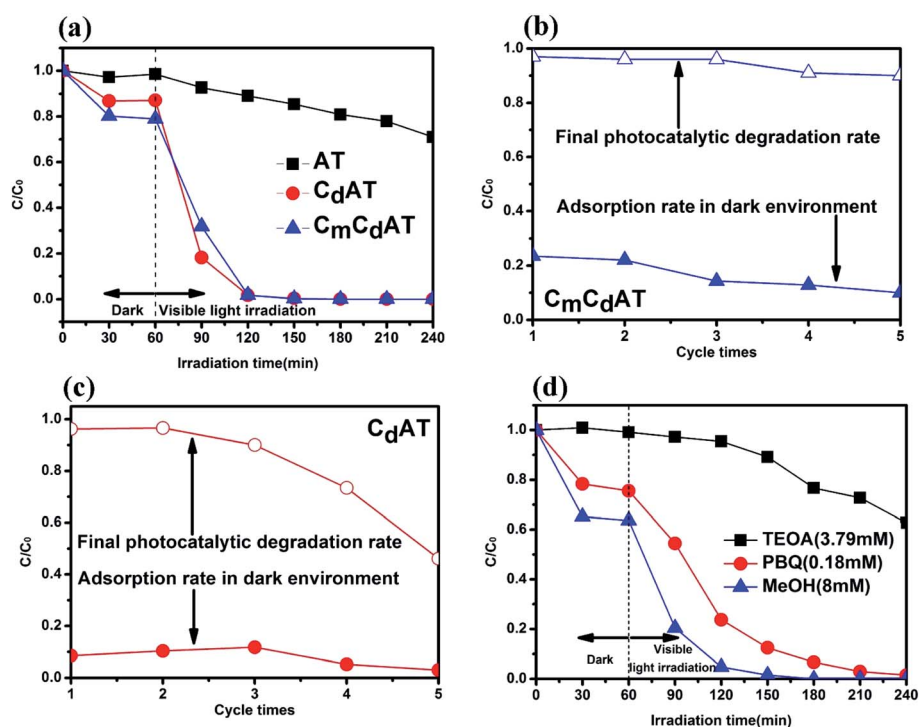 (a)
C/C₀
1.0
0.8
0.6
0.4
0.2
0.0
AT
CdAT
CmCdAT
Dark
Visible light irradiation
0 30 60 90 120 150 180 210 240
Irradiation time(min)
(b)
C/C₀
1.0
0.8
0.6
0.4
0.2
0.0
Final photocatalytic degradation rate
Adsorption rate in dark environment
CmCdAT
1 2 3 4 5
Cycle times
(c)
C/C₀
1.0
0.8
0.6
0.4
0.2
0.0
CdAT
Final photocatalytic degradation rate
Adsorption rate in dark environment
1 2 3 4 5
Cycle times
(d)
C/C₀
1.0
0.8
0.6
0.4
0.2
0.0
TEOA(3.79mM)
PBQ(0.18mM)
MeOH(8mM)
Dark
Visible
light irradiation
0 30 60 90 120 150 180 210 240
Irradiation time(min)